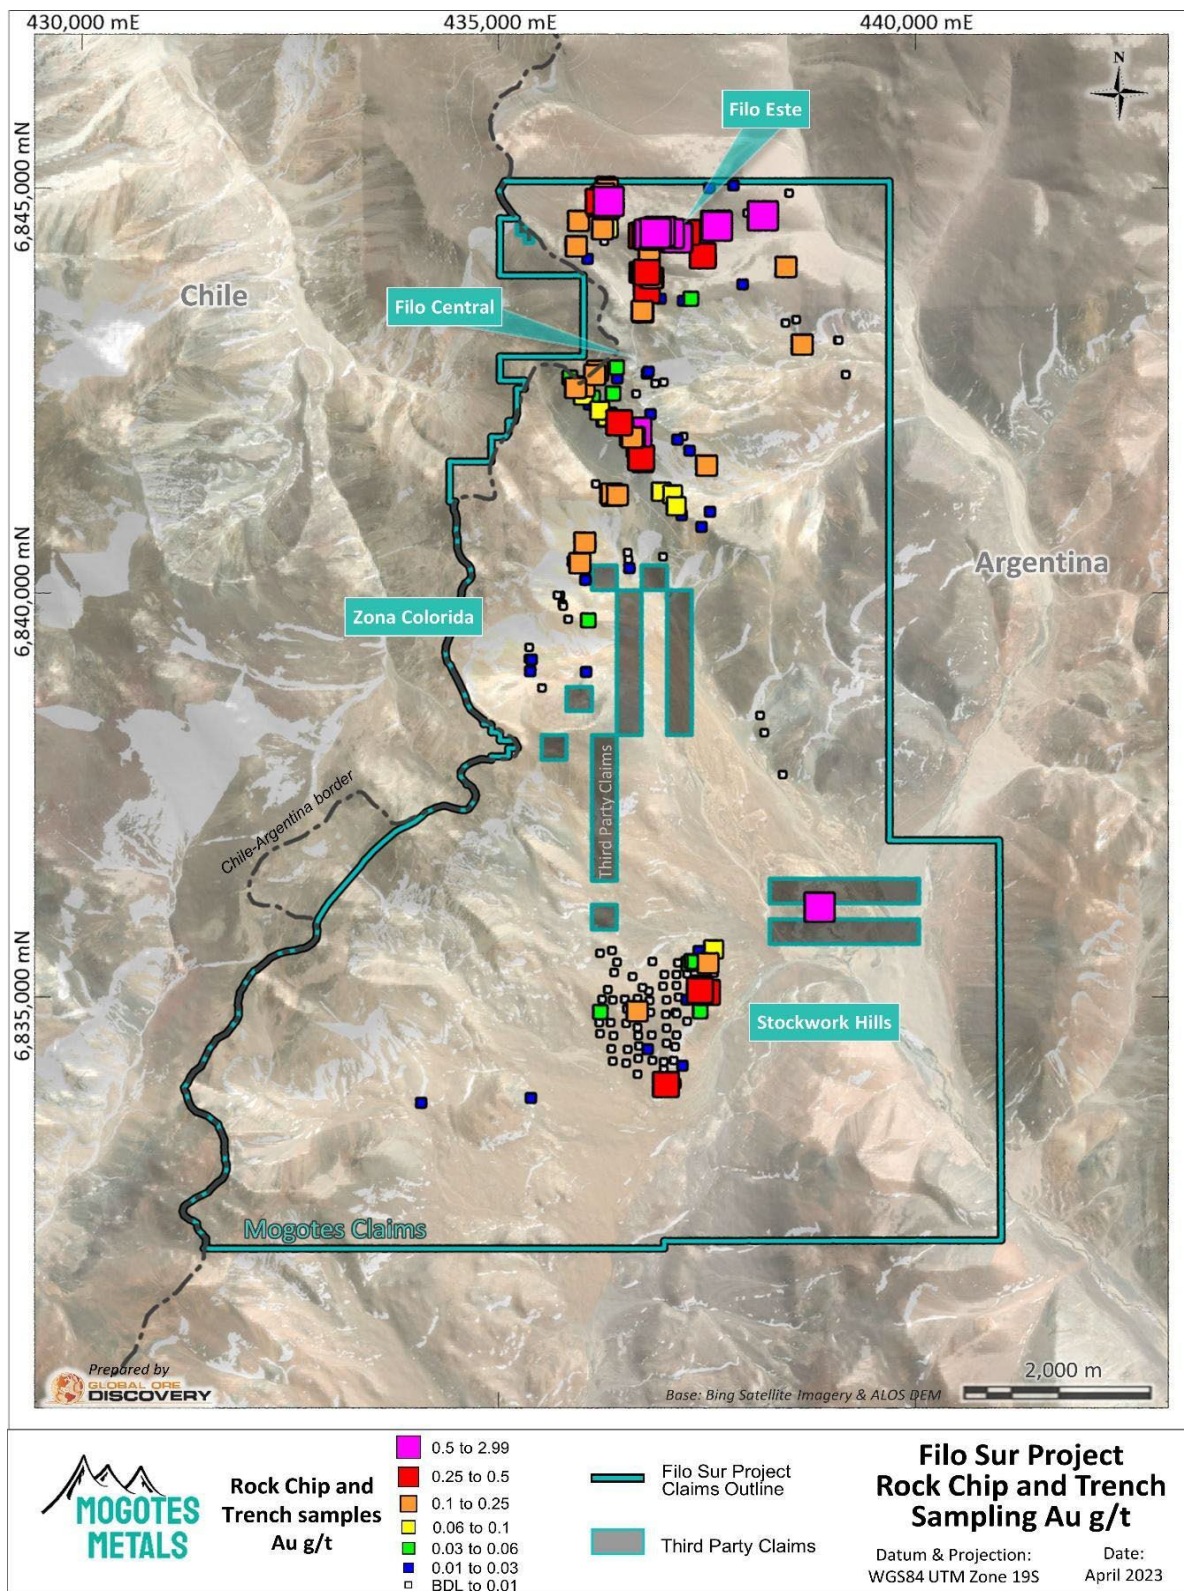 430,000 mE
435,000 mE
440,000 mE
N
Filo Este
6,845,000 mN
Chile
Filo Central
Argentina
6,840,000 mN
Zona Colorida
Third Party Claims
Chile-Argentina border
6,835,000 mN
Stockwork Hills
Mogotes Claims
Prepared by
GLOBAL ORE
DISCOVERY
2,000 m
Base: Bing Satellite Imagery & ALOS DEM
MOGOTES
METALS
Rock Chip and
Trench samples
Au g/t
0.5 to 2.99
0.25 to 0.5
0.1 to 0.25
0.06 to 0.1
0.03 to 0.06
0.01 to 0.03
BDL to 0.01
Filo Sur Project
Claims Outline
Third Party Claims
Filo Sur Project
Rock Chip and Trench
Sampling Au g/t
Datum & Projection:
WGS84 UTM Zone 19S
Date:
April 2023